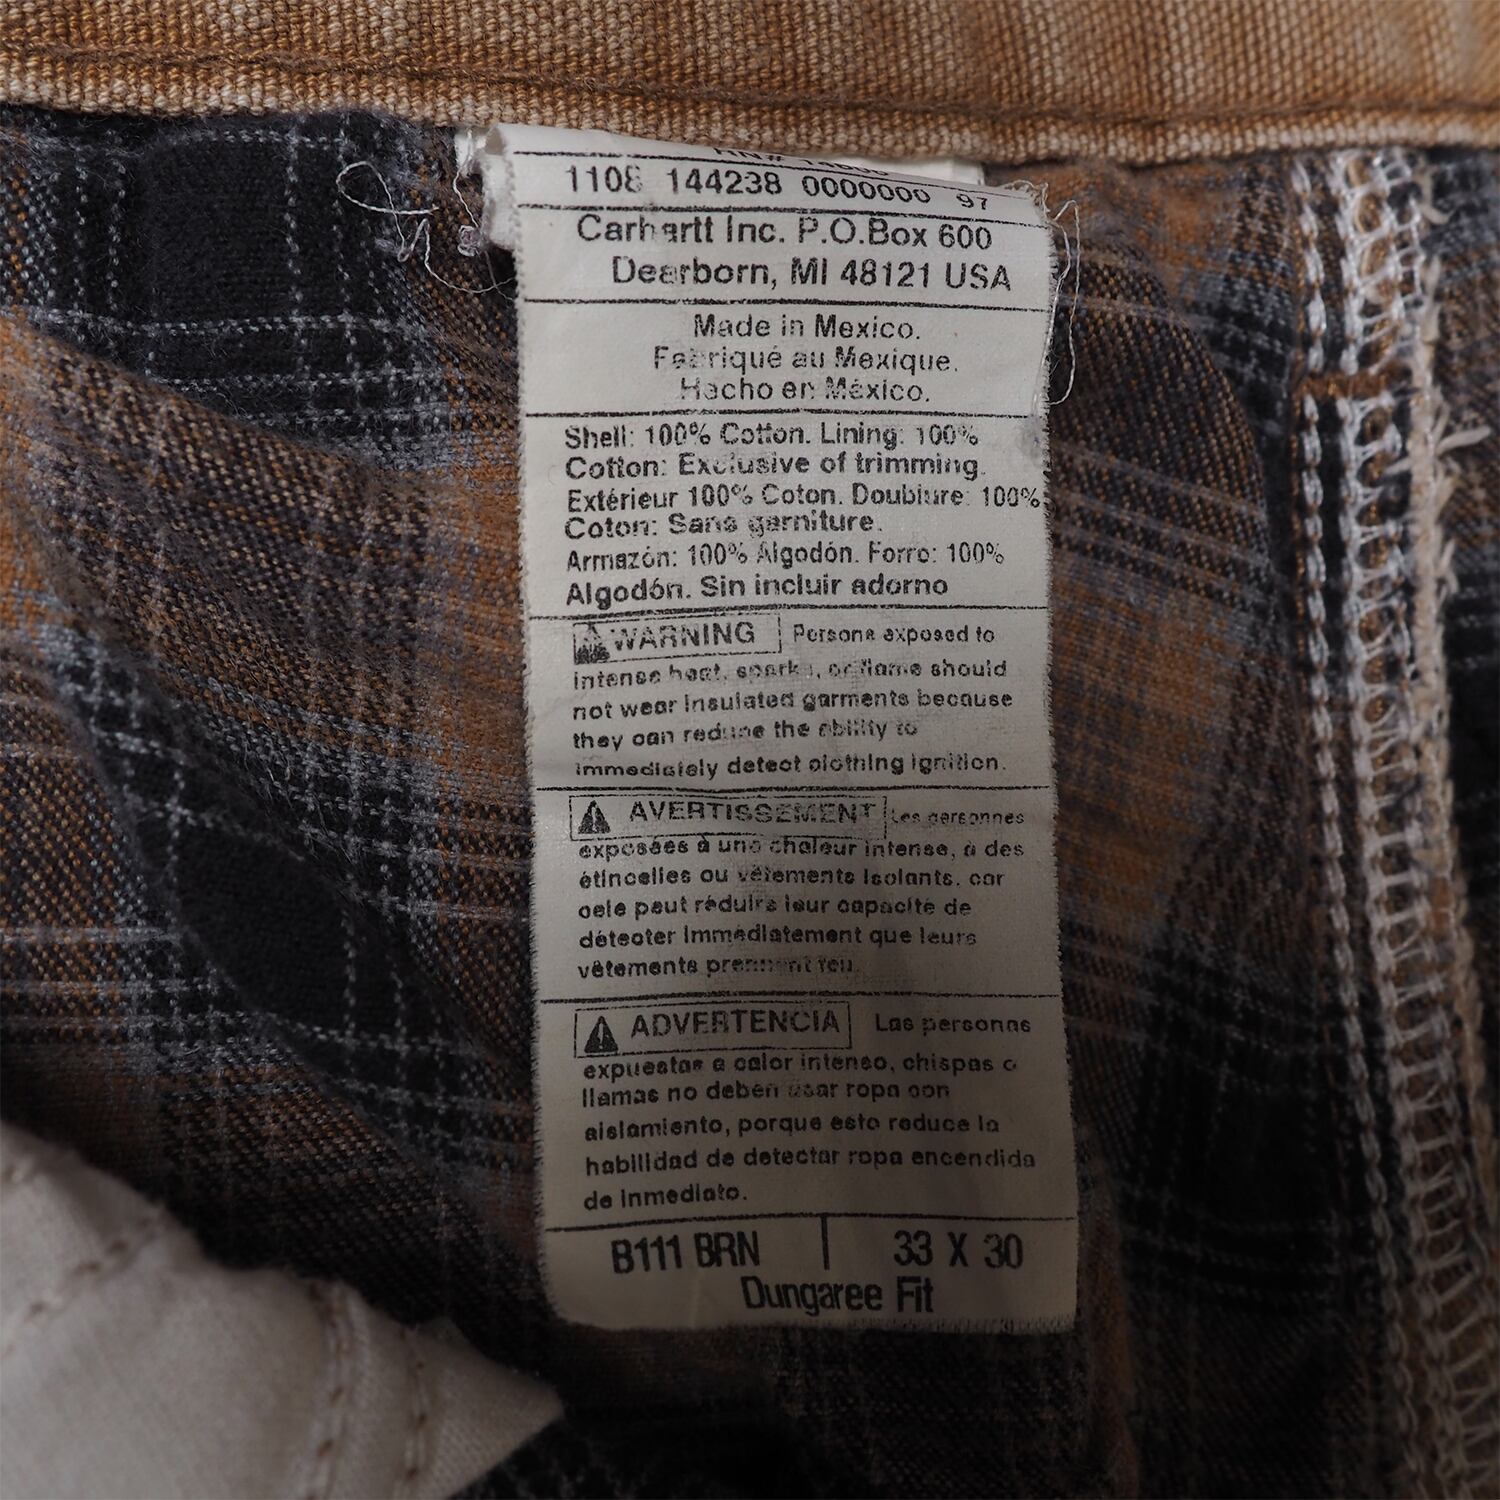 RN# 14806
1108 144238 0000000 97
Carhartt Inc. P.O.Box 600
Dearborn, MI 48121 USA
Made in Mexico.
Fabriqué au Mexique.
Hecho en México.
Shell: 100% Cotton. Lining: 100%
Cotton: Exclusive of trimming.
Extérieur 100% Coton. Doublure: 100%
Coton: Sans garniture.
Armazón: 100% Algodón. Forro: 100%
Algodón. Sin incluir adorno
WARNING Persons exposed to
intense heat, sparks, or flame should
not wear insulated garments because
they can reduce the ability to
immediately detect clothing ignition.
AVERTISSEMENT Les personnes
exposées à une chaleur intense, à des
étincelles ou vêtements isolants, car
cele peut réduire leur capacité de
détecter immédiatement que leurs
vêtements prennent feu.
ADVERTENCIA Las personas
expuestas a calor intenso, chispas o
llamas no deben usar ropa con
aislamiento, porque esto reduce la
habilidad de detectar ropa encendida
de inmediato.
B111 BRN | 33 X 30
Dungaree Fit